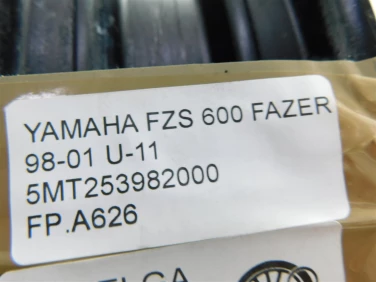 YAMAHA FZS 600 FAZER
98-01 U-11
5MT253982000
FP.A626